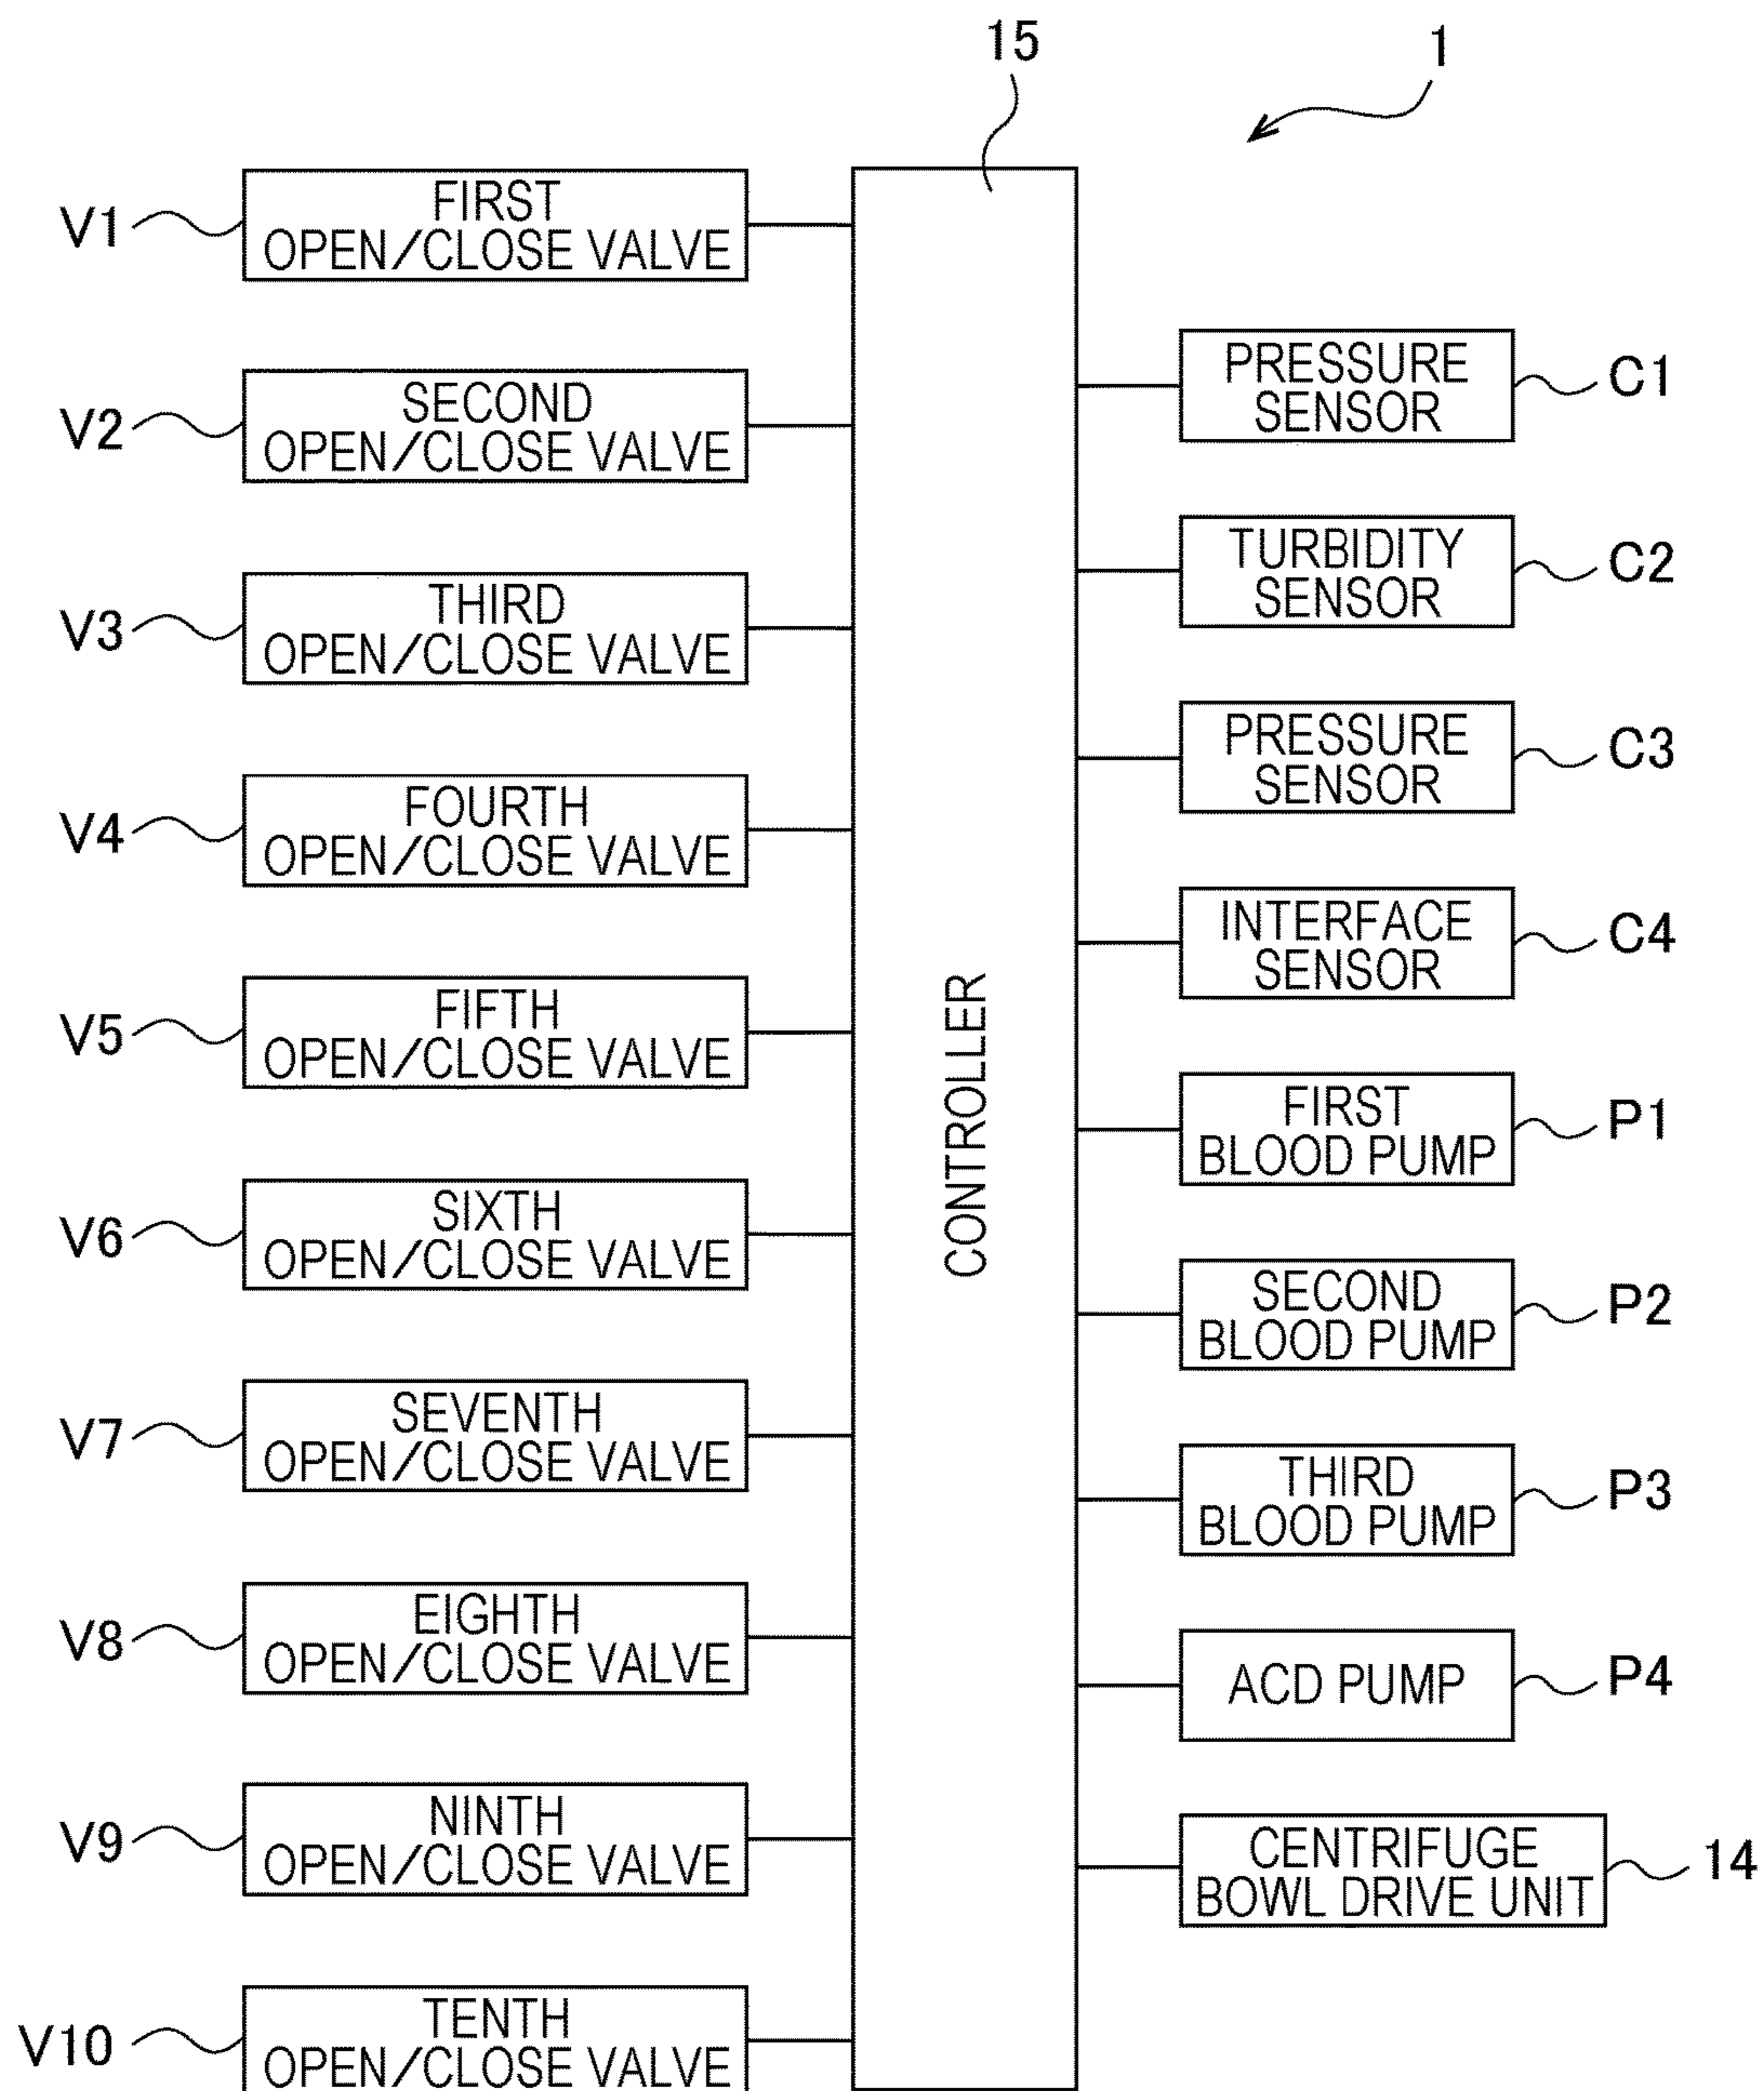 15
1
V1
FIRST
OPEN/CLOSE VALVE
V2
SECOND
OPEN/CLOSE VALVE
V3
THIRD
OPEN/CLOSE VALVE
V4
FOURTH
OPEN/CLOSE VALVE
V5
FIFTH
OPEN/CLOSE VALVE
V6
SIXTH
OPEN/CLOSE VALVE
V7
SEVENTH
OPEN/CLOSE VALVE
V8
EIGHTH
OPEN/CLOSE VALVE
V9
NINTH
OPEN/CLOSE VALVE
V10
TENTH
OPEN/CLOSE VALVE
CONTROLLER
PRESSURE
SENSOR
C1
TURBIDITY
SENSOR
C2
PRESSURE
SENSOR
C3
INTERFACE
SENSOR
C4
FIRST
BLOOD PUMP
P1
SECOND
BLOOD PUMP
P2
THIRD
BLOOD PUMP
P3
ACD PUMP
P4
CENTRIFUGE
BOWL DRIVE UNIT
14